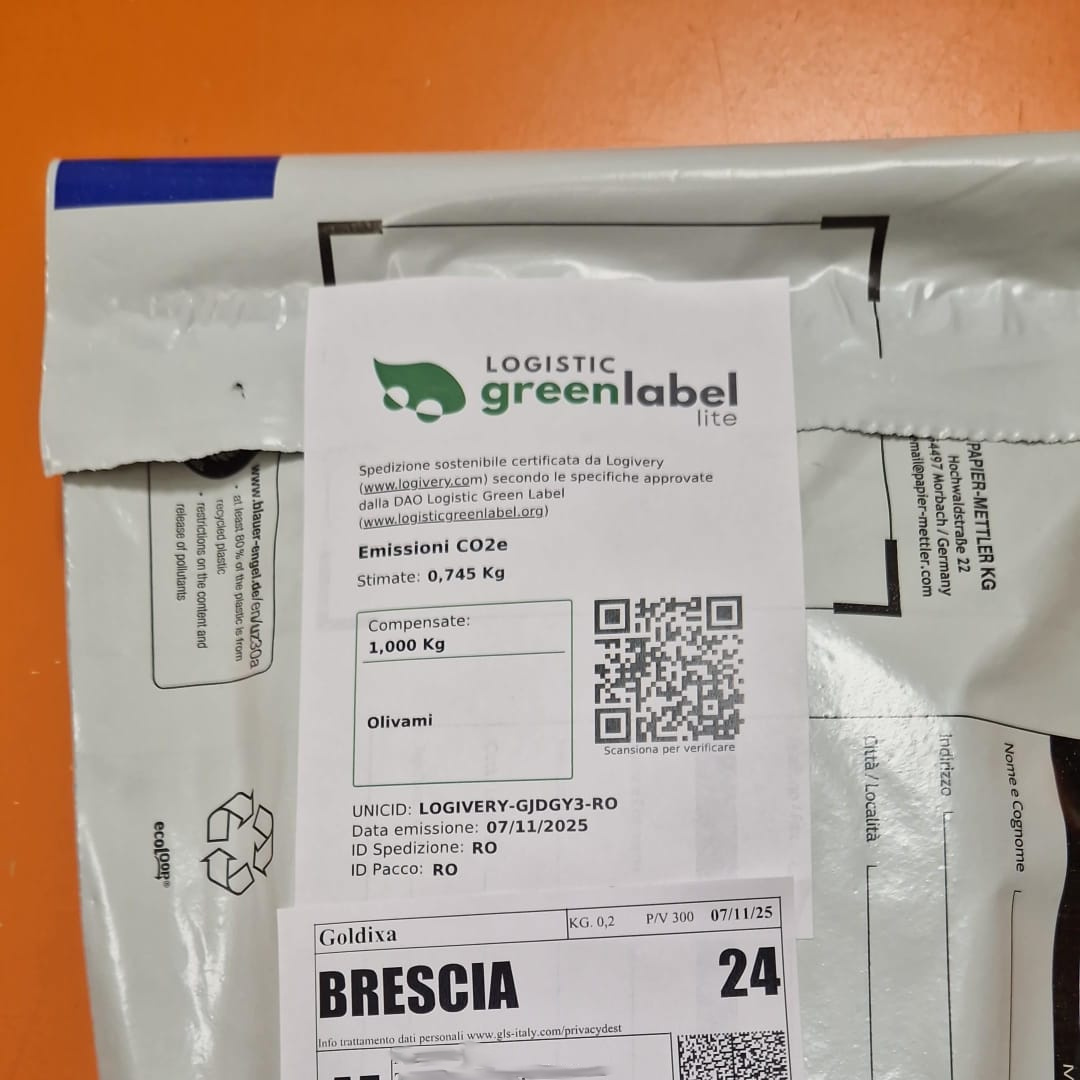 LOGISTIC
greenlabel
lite
Spedizione sostenibile certificata da Logivery
(www.logivery.com) secondo le specifiche approvate
dalla DAO Logistic Green Label
(www.logisticgreenlabel.org)
Emissioni CO2e
Stimate: 0,745 Kg
Compensate:
1,000 Kg
Olivami
Scansiona per verificare
UNICID: LOGIVERY-GJDGY3-RO
Data emissione: 07/11/2025
ID Spedizione: RO
ID Pacco: RO
Goldixa
KG. 0,2 P/V 300 07/11/25
BRESCIA 24
Info trattamento dati personali www.gls-italy.com/privacydest
www.blauer-engel.de/en/uz30a
• at least 80% of the plastic is from
recycled plastic
• restrictions on the content and
release of pollutants
ecoloop®
PAPIER-METTLER KG
Hochwaldstraße 22
54497 Morbach / Germany
email@papier-mettler.com
Nome e Cognome
Indirizzo
Città / Località